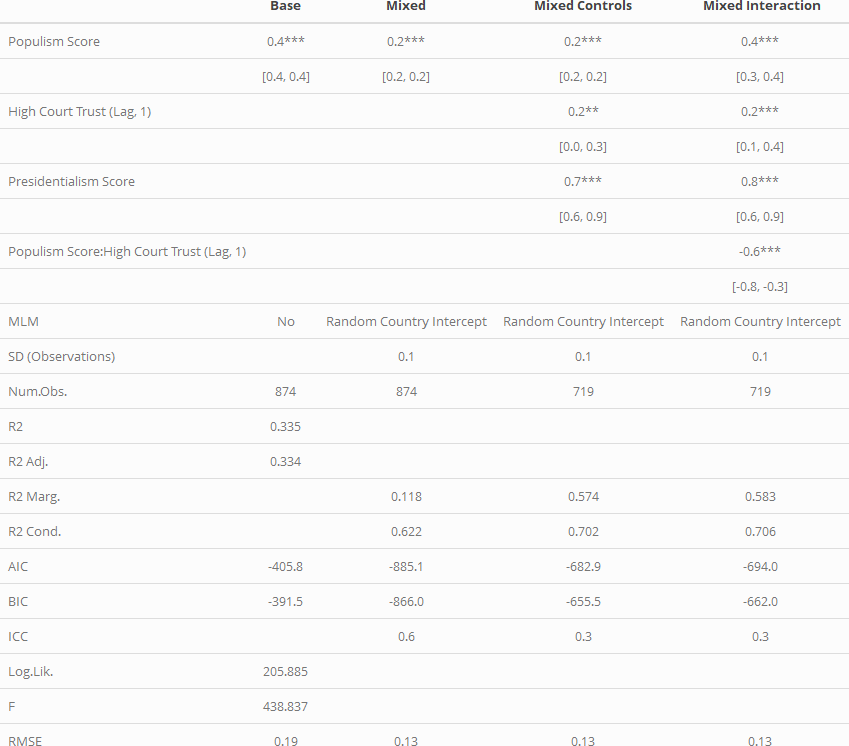 Base Mixed Mixed Controls Mixed Interaction
Populism Score 0.4*** 0.2*** 0.2*** 0.4***
[0.4, 0.4] [0.2, 0.2] [0.2, 0.2] [0.3, 0.4]
High Court Trust (Lag, 1) 0.2** 0.2***
[0.0, 0.3] [0.1, 0.4]
Presidentialism Score 0.7*** 0.8***
[0.6, 0.9] [0.6, 0.9]
Populism Score:High Court Trust (Lag, 1) -0.6***
[-0.8, -0.3]
MLM No Random Country Intercept Random Country Intercept Random Country Intercept
SD (Observations) 0.1 0.1 0.1
Num.Obs. 874 874 719 719
R2 0.335
R2 Adj. 0.334
R2 Marg. 0.118 0.574 0.583
R2 Cond. 0.622 0.702 0.706
AIC -405.8 -885.1 -682.9 -694.0
BIC -391.5 -866.0 -655.5 -662.0
ICC 0.6 0.3 0.3
Log.Lik. 205.885
F 438.837
RMSE 0.19 0.13 0.13 0.13